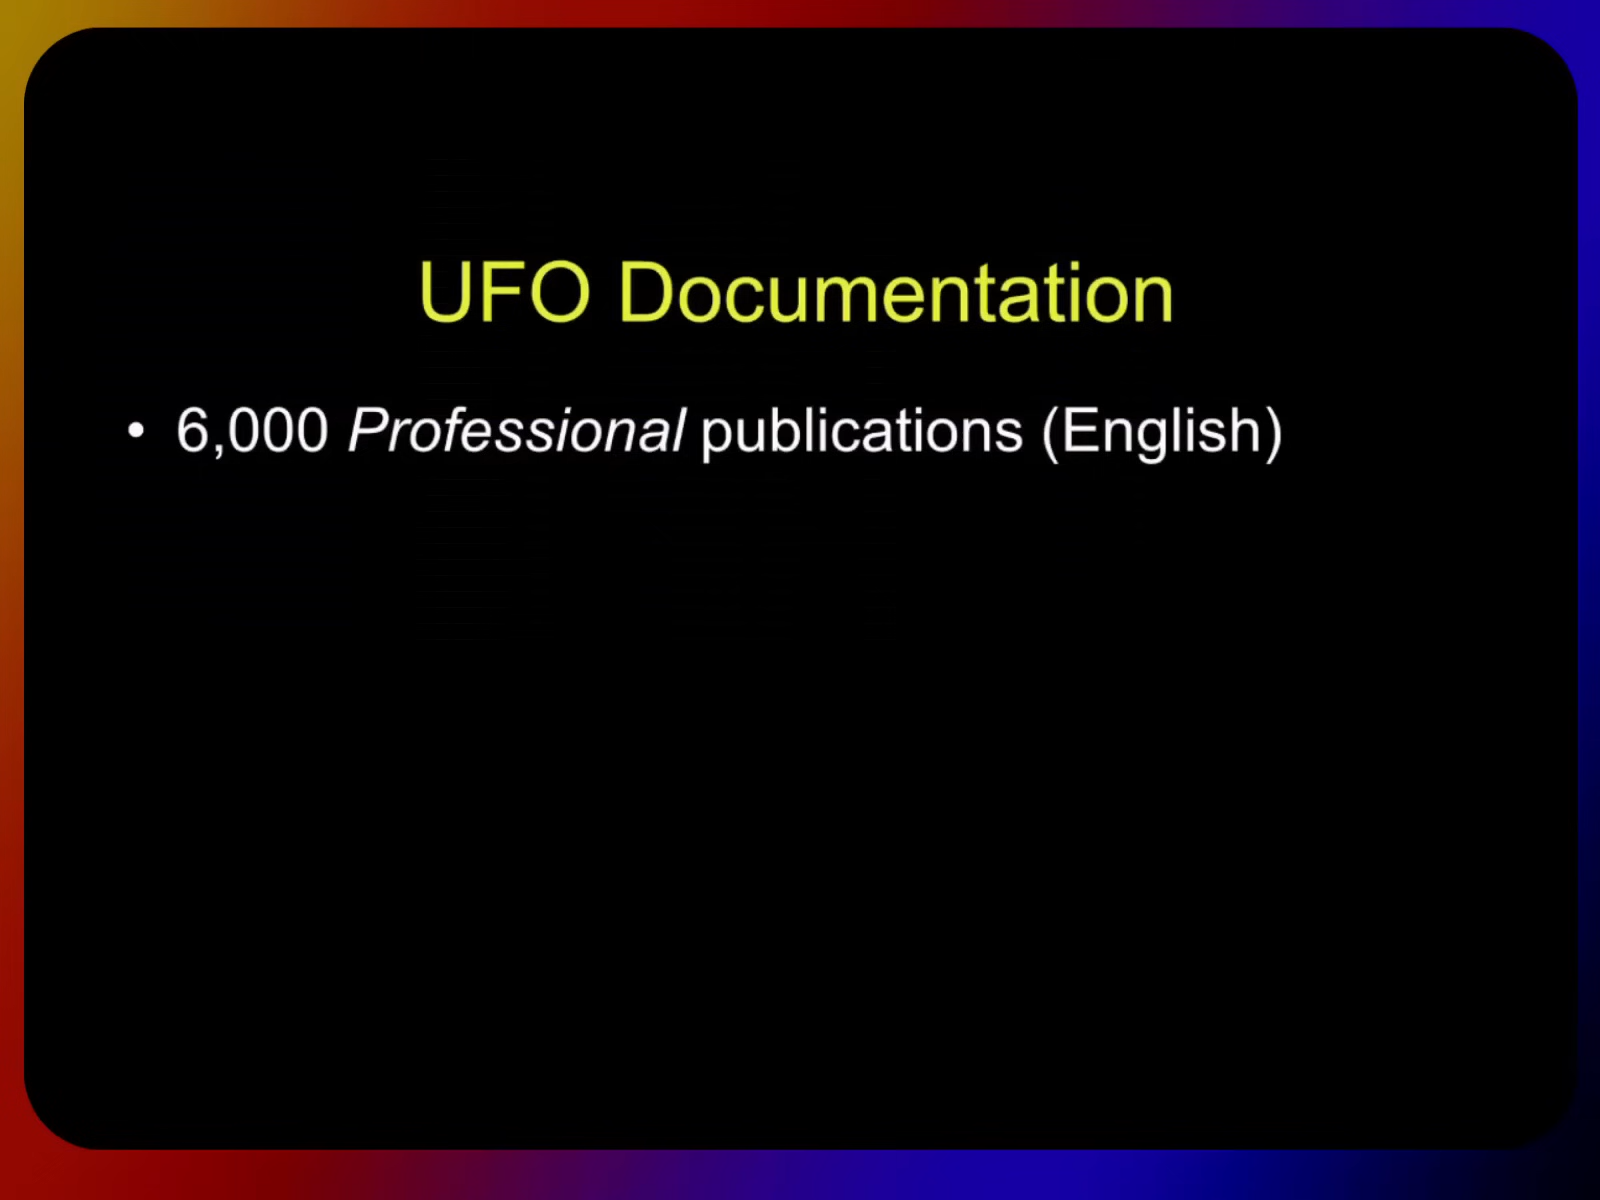 UFO Documentation
• 6,000 Professional publications (English)